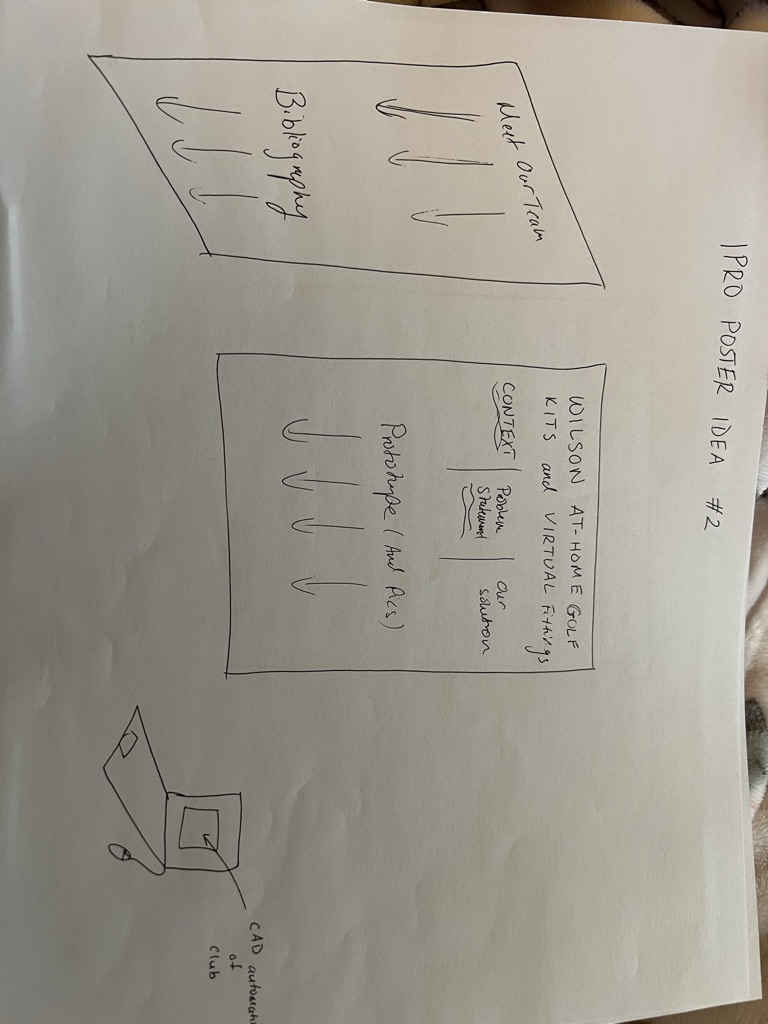 IPRO POSTER IDEA #2
Meet Our Team
Bibliography
WILSON AT-HOME GOLF
KITS and VIRTUAL Fittings
CONTEXT
Problem
Statement
Our
solution
Prototype (And Pics)
CAD automati
of
club